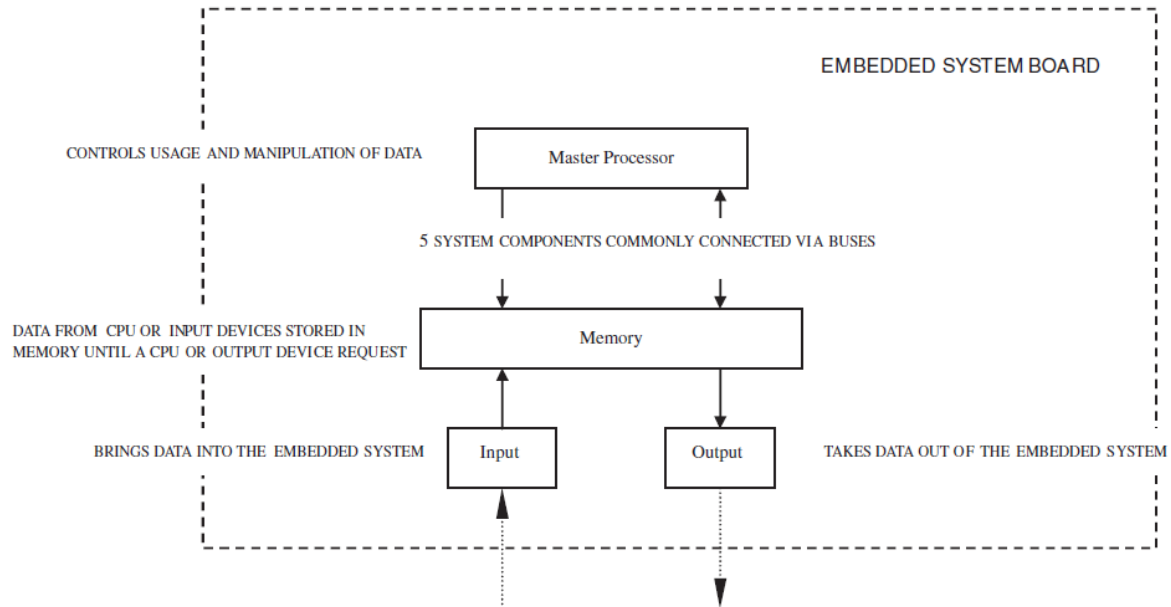 EMBEDDED SYSTEM BOARD
CONTROLS USAGE AND MANIPULATION OF DATA
Master Processor
5 SYSTEM COMPONENTS COMMONLY CONNECTED VIA BUSES
DATA FROM CPU OR INPUT DEVICES STORED IN
MEMORY UNTIL A CPU OR OUTPUT DEVICE REQUEST
Memory
BRINGS DATA INTO THE EMBEDDED SYSTEM
Input
Output
TAKES DATA OUT OF THE EMBEDDED SYSTEM